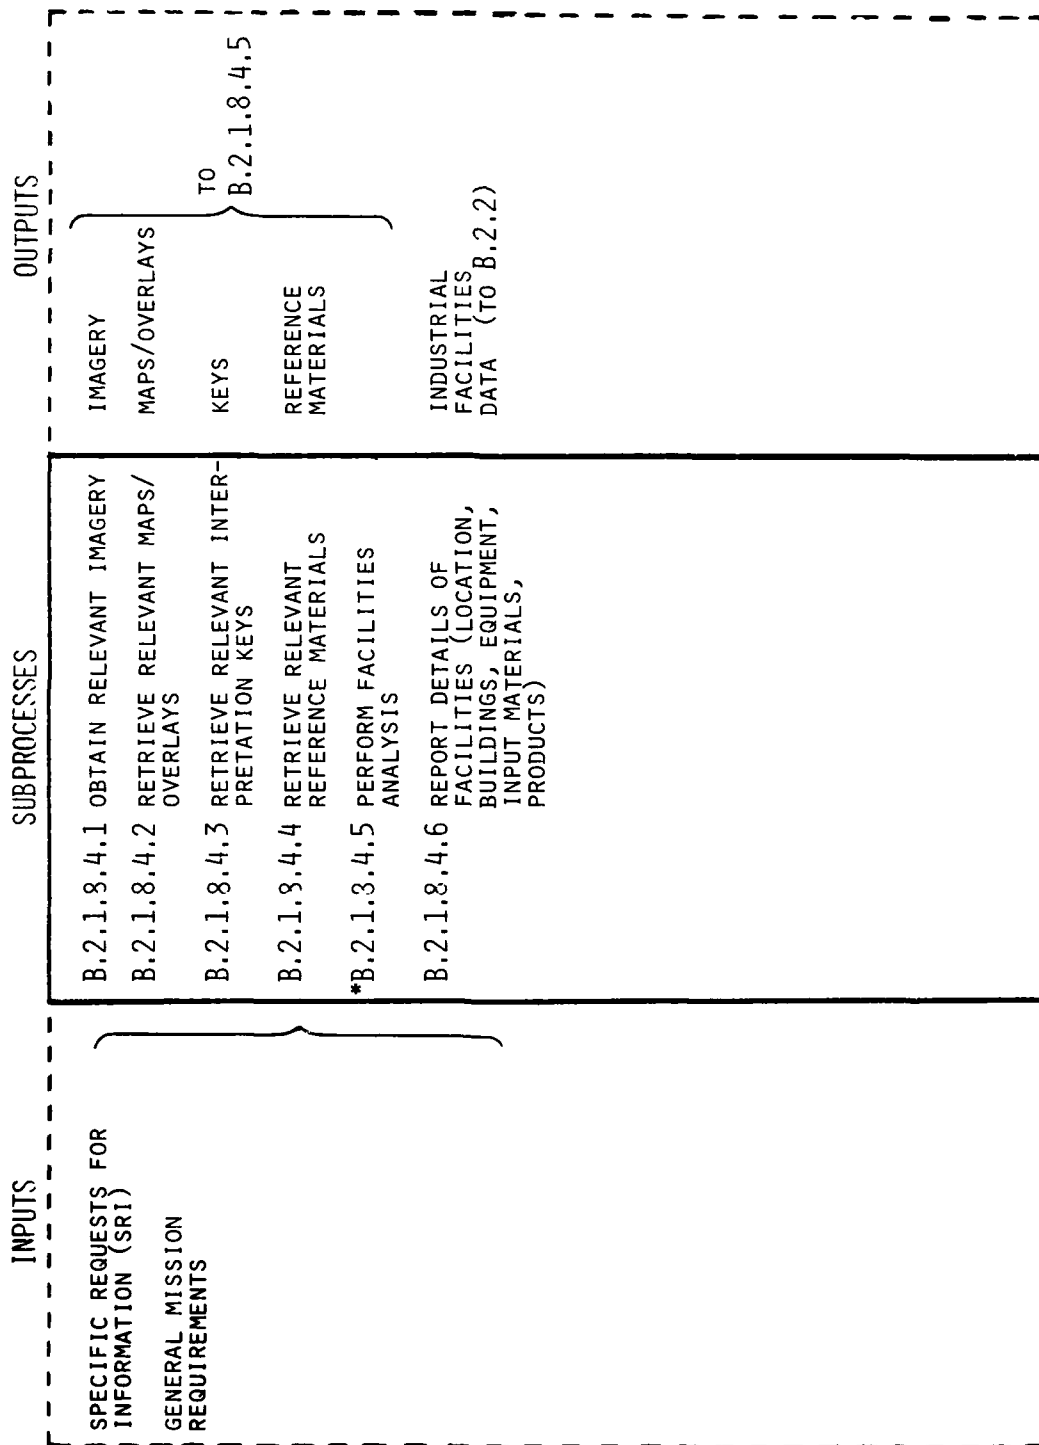 INPUTS
SPECIFIC REQUESTS FOR
INFORMATION (SRI)
GENERAL MISSION
REQUIREMENTS
SUBPROCESSES
B.2.1.8.4.1 OBTAIN RELEVANT IMAGERY
B.2.1.8.4.2 RETRIEVE RELEVANT MAPS/
OVERLAYS
B.2.1.8.4.3 RETRIEVE RELEVANT INTER-
PRETATION KEYS
B.2.1.8.4.4 RETRIEVE RELEVANT
REFERENCE MATERIALS
*B.2.1.8.4.5 PERFORM FACILITIES
ANALYSIS
B.2.1.8.4.6 REPORT DETAILS OF
FACILITIES (LOCATION,
BUILDINGS, EQUIPMENT,
INPUT MATERIALS,
PRODUCTS)
OUTPUTS
IMAGERY
MAPS/OVERLAYS
KEYS
REFERENCE
MATERIALS
TO
B.2.1.8.4.5
INDUSTRIAL
FACILITIES
DATA (TO B.2.2)